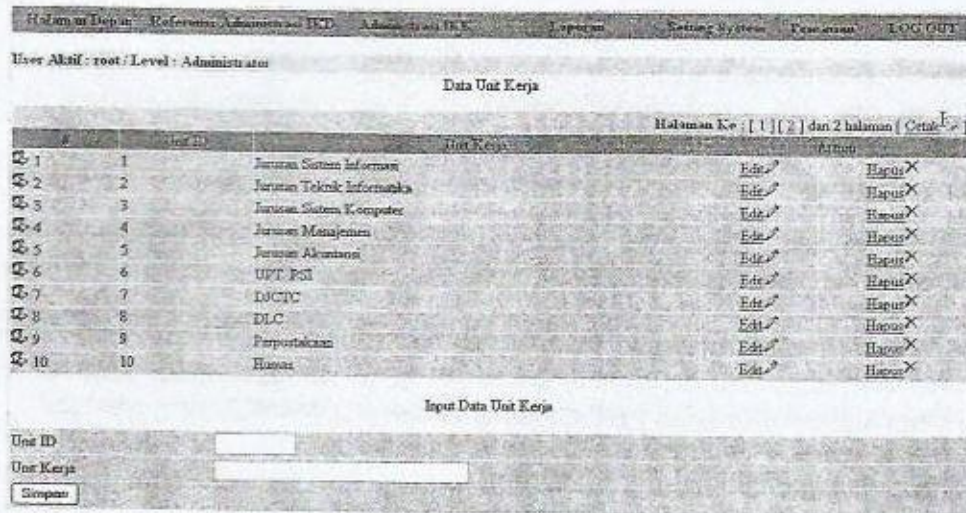 Halaman Depan Referensi Administrasi IKD Administrasi IKK Laporan Setting System Pencarian LOG OUT
User Aktif : root / Level : Administrator
Data Unit Kerja
Halaman Ke : [ 1 ] [ 2 ] dari 2 halaman [ Cetak ]
# Unit ID Unit Kerja Action
1 1 Jurusan Sistem Informasi Edit Hapus
2 2 Jurusan Teknik Informatika Edit Hapus
3 3 Jurusan Sistem Komputer Edit Hapus
4 4 Jurusan Manajemen Edit Hapus
5 5 Jurusan Akuntansi Edit Hapus
6 6 UPT. PSI Edit Hapus
7 7 DJCTC Edit Hapus
8 8 DLC Edit Hapus
9 9 Perpustakaan Edit Hapus
10 10 Humas Edit Hapus
Input Data Unit Kerja
Unit ID
Unit Kerja
Simpan